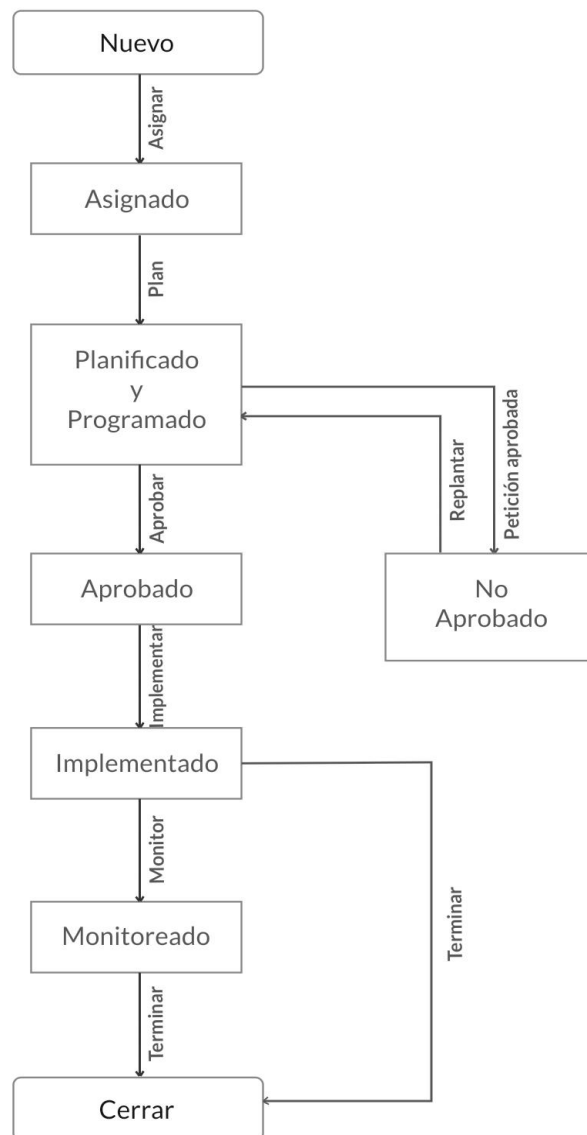 Nuevo
Asignar
Asignado
Plan
Planificado
y
Programado
Petición aprobada
Replantar
Aprobar
Aprobado
No
Aprobado
Implementar
Implementado
Monitor
Terminar
Monitoreado
Terminar
Cerrar